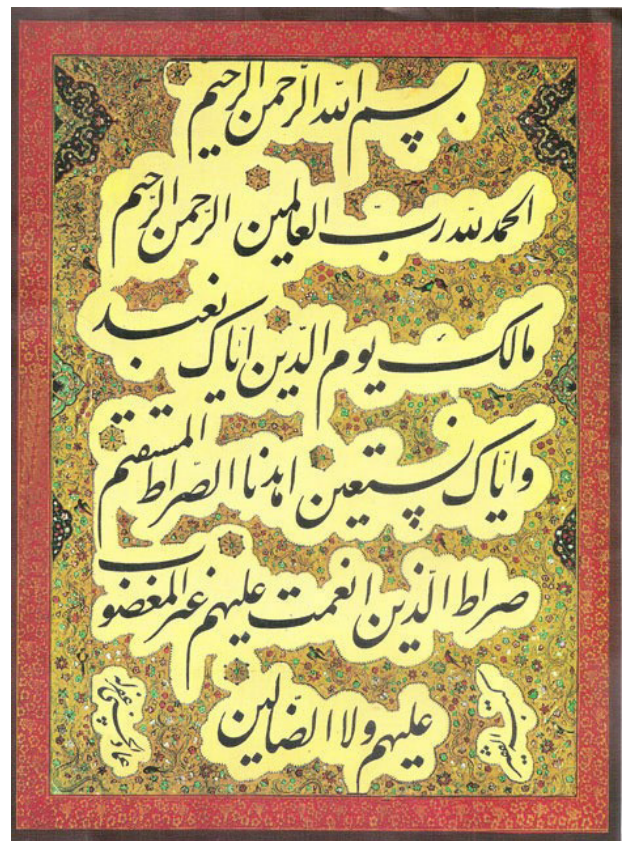 بسم الله الرحمن الرحیم
الحمد لله رب العالمین الرحمن الرحیم
مالک یوم الدین ایاک نعبد
و ایاک نستعین اهدنا الصراط المستقیم
صراط الذین انعمت علیهم غیر المغضوب
علیهم ولا الضالین